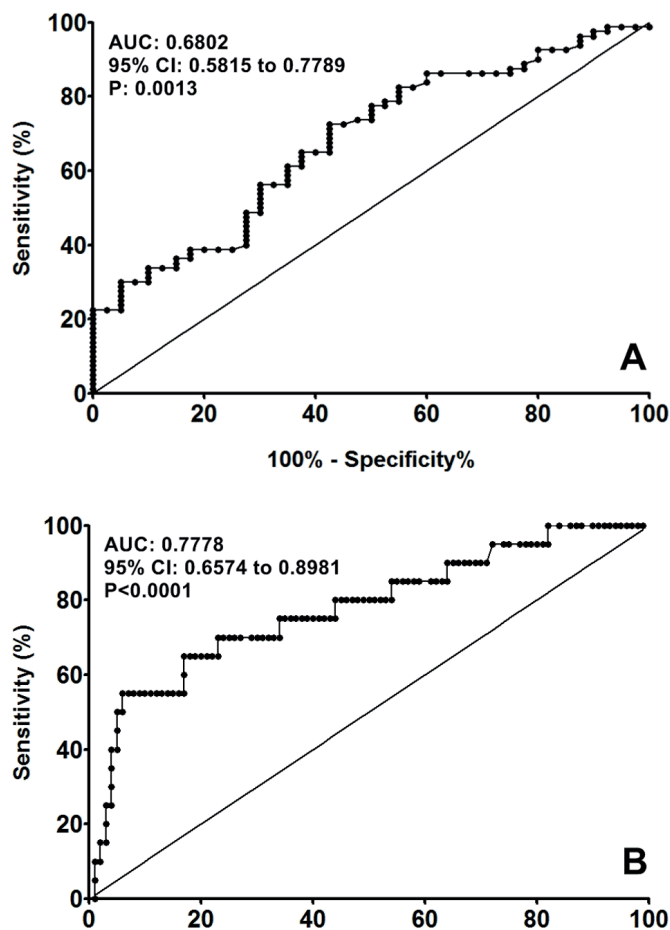 100
AUC: 0.6802
95% CI: 0.5815 to 0.7789
P: 0.0013
80
60
40
20
0
Sensitivity (%)
A
0 20 40 60 80 100
100% - Specificity%
100
AUC: 0.7778
95% CI: 0.6574 to 0.8981
P<0.0001
80
60
40
20
0
Sensitivity (%)
B
0 20 40 60 80 100